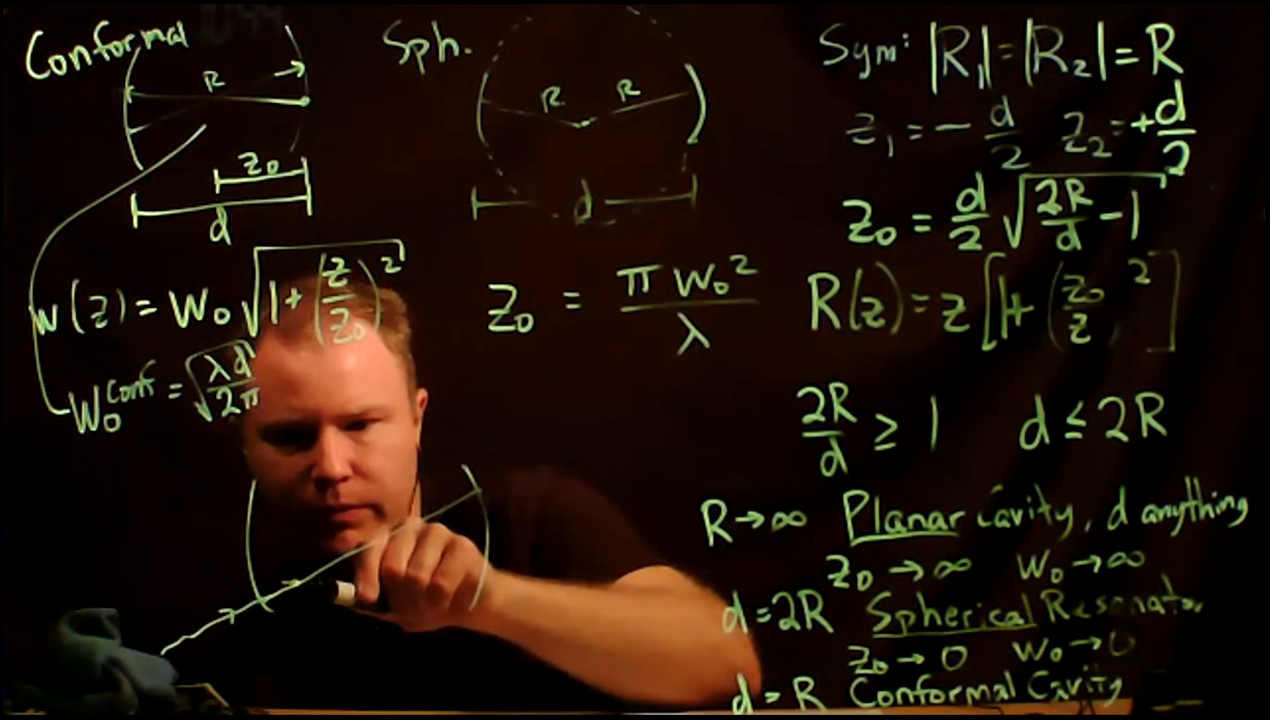 Conformal
R
z₀
d
w(z) = w₀ √(1 + (z/z₀)²)
w₀^conf = √(λd/2π)
Sph.
R R
d
z₀ = πw₀²/λ
Sym: |R₁| = |R₂| = R
z₁ = -d/2 z₂ = +d/2
z₀ = d/2 √(2R/d - 1)
R(z) = z[1 + (z₀/z)²]
2R/d ≥ 1 d ≤ 2R
R → ∞ Planar Cavity, d anything
z₀ → ∞ w₀ → ∞
d = 2R Spherical Resonator
z₀ → 0 w₀ → 0
d = R Conformal Cavity